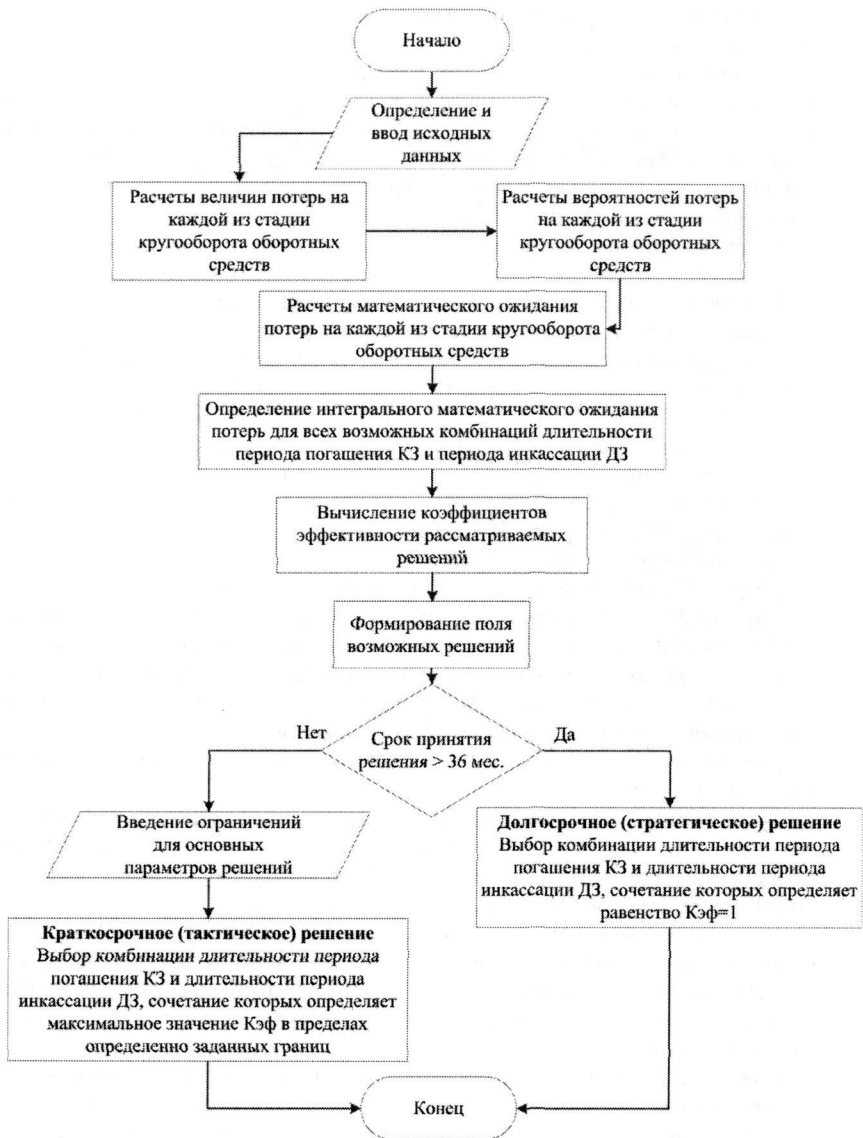 Начало
Определение и
ввод исходных
данных
Расчеты величин потерь на
каждой из стадии
кругооборота оборотных
средств
Расчеты вероятностей потерь
на каждой из стадии
кругооборота оборотных
средств
Расчеты математического ожидания
потерь на каждой из стадии кругооборота
оборотных средств
Определение интегрального математического ожидания
потерь для всех возможных комбинаций длительности
периода погашения КЗ и периода инкассации ДЗ
Вычисление коэффициентов
эффективности рассматриваемых
решений
Формирование поля
возможных решений
Срок принятия
решения > 36 мес.
Нет
Да
Введение ограничений
для основных
параметров решений
Долгосрочное (стратегическое) решение
Выбор комбинации длительности периода
погашения КЗ и длительности периода
инкассации ДЗ, сочетание которых определяет
равенство Кэф=1
Краткосрочное (тактическое) решение
Выбор комбинации длительности периода
погашения КЗ и длительности периода
инкассации ДЗ, сочетание которых определяет
максимальное значение Кэф в пределах
определенно заданных границ
Конец